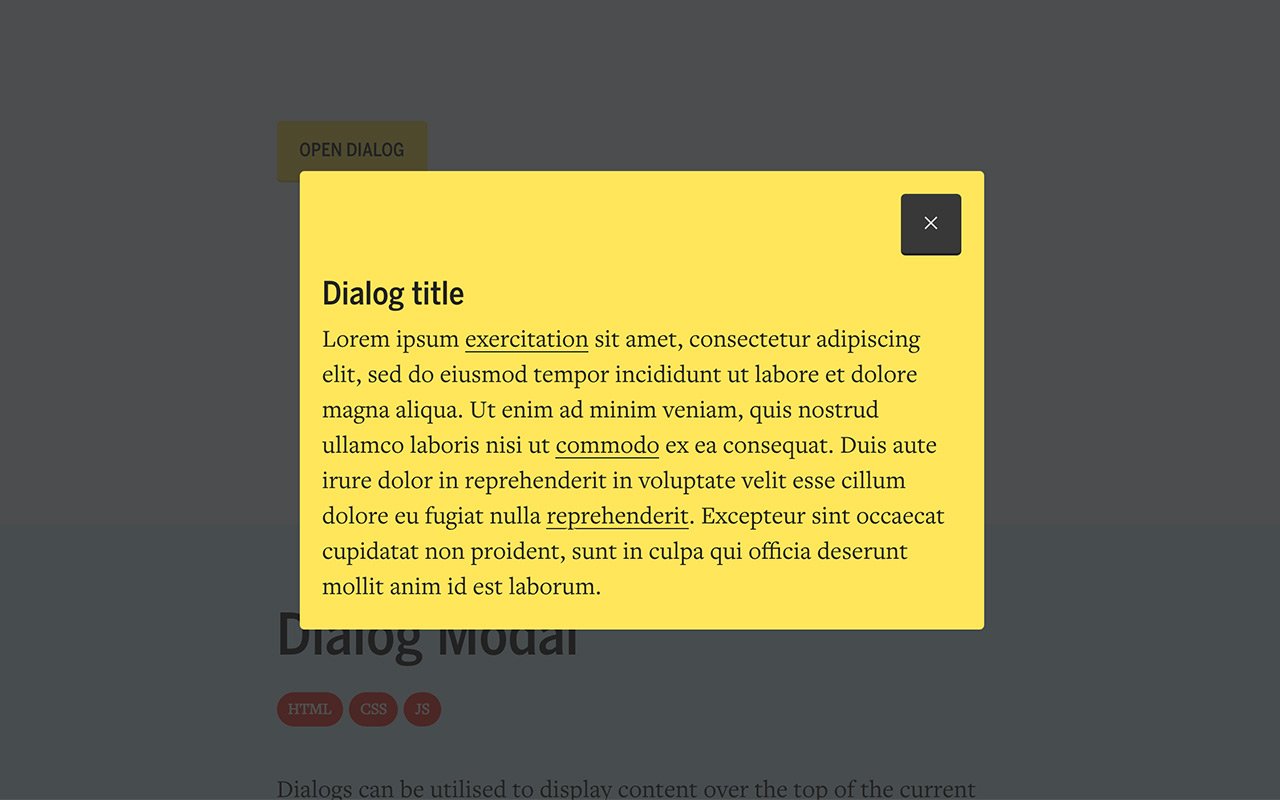 OPEN DIALOG
Dialog title
Lorem ipsum exercitation sit amet, consectetur adipiscing
elit, sed do eiusmod tempor incididunt ut labore et dolore
magna aliqua. Ut enim ad minim veniam, quis nostrud
ullamco laboris nisi ut commodo ex ea consequat. Duis aute
irure dolor in reprehenderit in voluptate velit esse cillum
dolore eu fugiat nulla reprehenderit. Excepteur sint occaecat
cupidatat non proident, sunt in culpa qui officia deserunt
mollit anim id est laborum.
Dialog Modal
HTML CSS JS
Dialogs can be utilised to display content over the top of the current